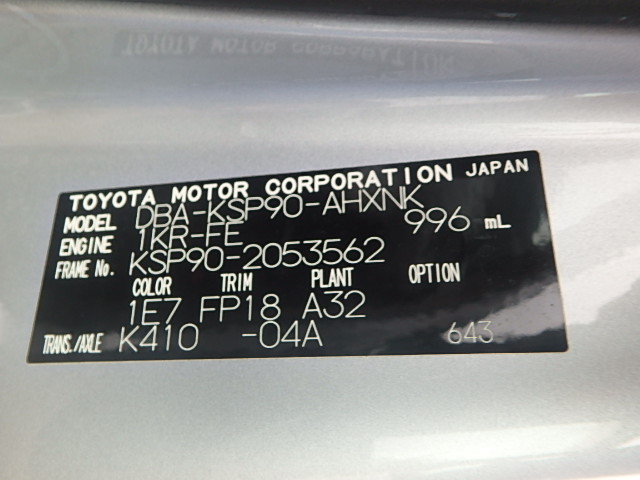 TOYOTA MOTOR CORPORATION JAPAN
MODEL DBA-KSP90-AHXNK
ENGINE 1KR-FE 996 mL
FRAME No. KSP90-2053562
COLOR TRIM PLANT OPTION
1E7 FP18 A32
TRANS./AXLE K410 -04A 643